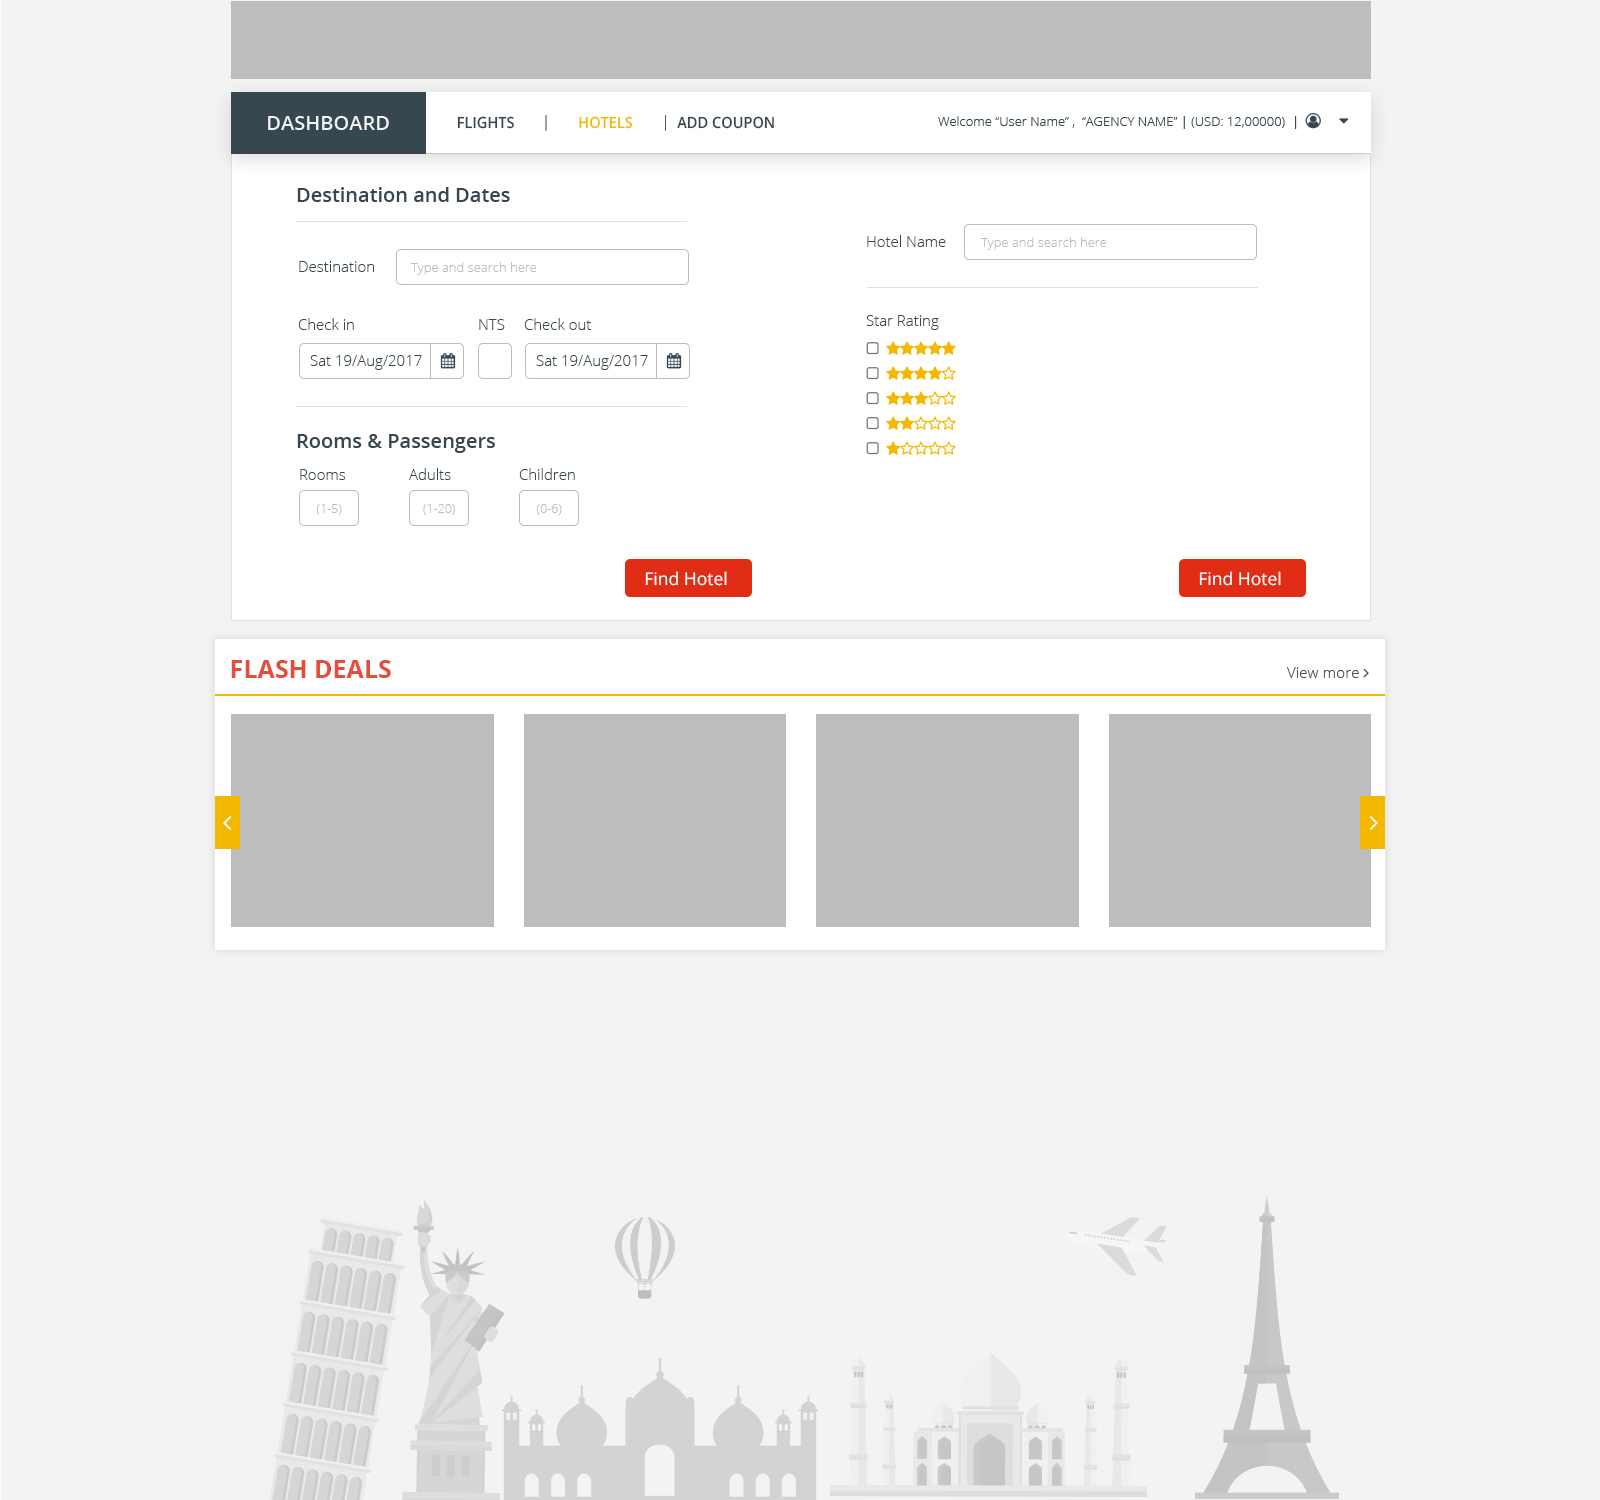 DASHBOARD
FLIGHTS | HOTELS | ADD COUPON
Welcome “User Name” , “AGENCY NAME” | (USD: 12,00000) |
Destination and Dates
Destination Type and search here
Check in NTS Check out
Sat 19/Aug/2017 Sat 19/Aug/2017
Rooms & Passengers
Rooms Adults Children
(1-5) (1-20) (0-6)
Find Hotel
Hotel Name Type and search here
Star Rating
Find Hotel
FLASH DEALS
View more >